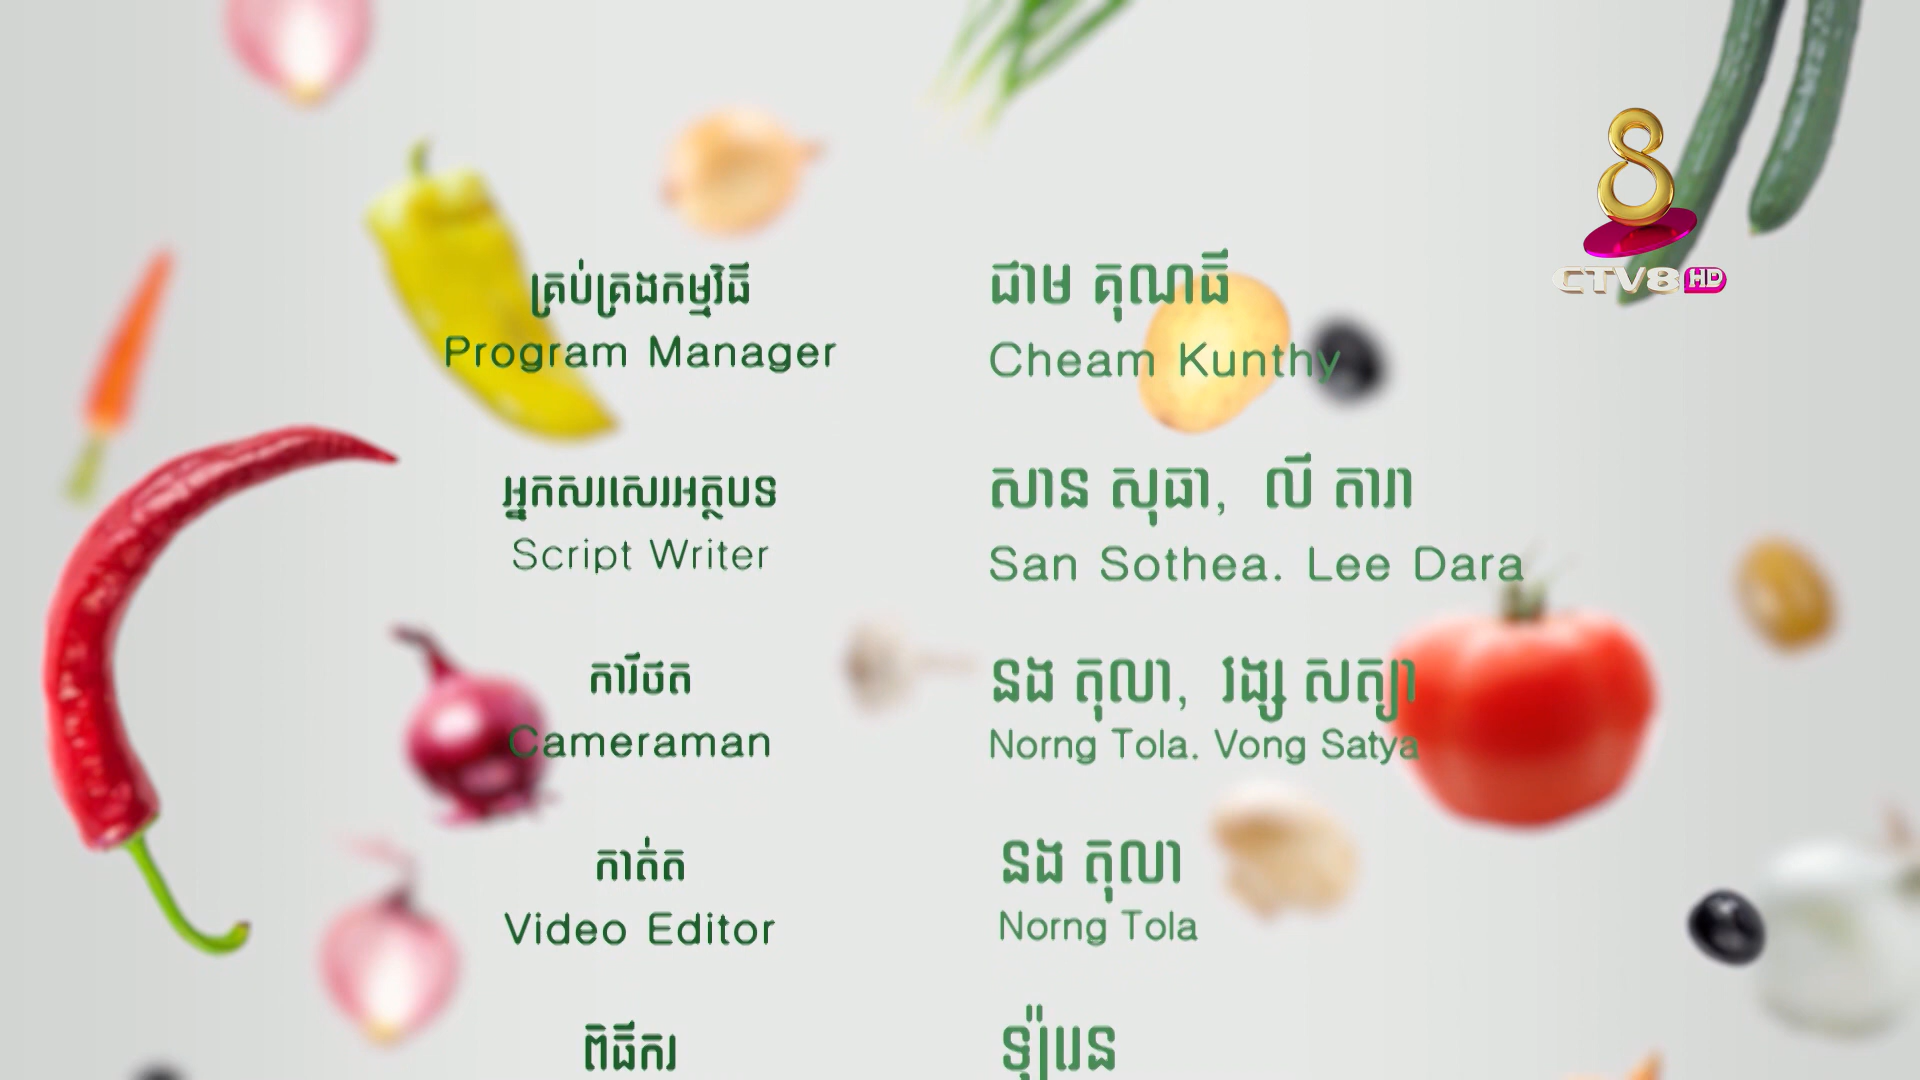 8
CTV8 HD
គ្រប់គ្រងកម្មវិធី
ជាម គុណធី
Program Manager
Cheam Kunthy
អ្នកសរសេរអត្ថបទ
សាន សុធា, លី តារា
Script Writer
San Sothea. Lee Dara
ការីថត
នង តុលា, វង្ស សត្យា
Cameraman
Norng Tola. Vong Satya
កាត់ត
នង តុលា
Video Editor
Norng Tola
ពិធីករ